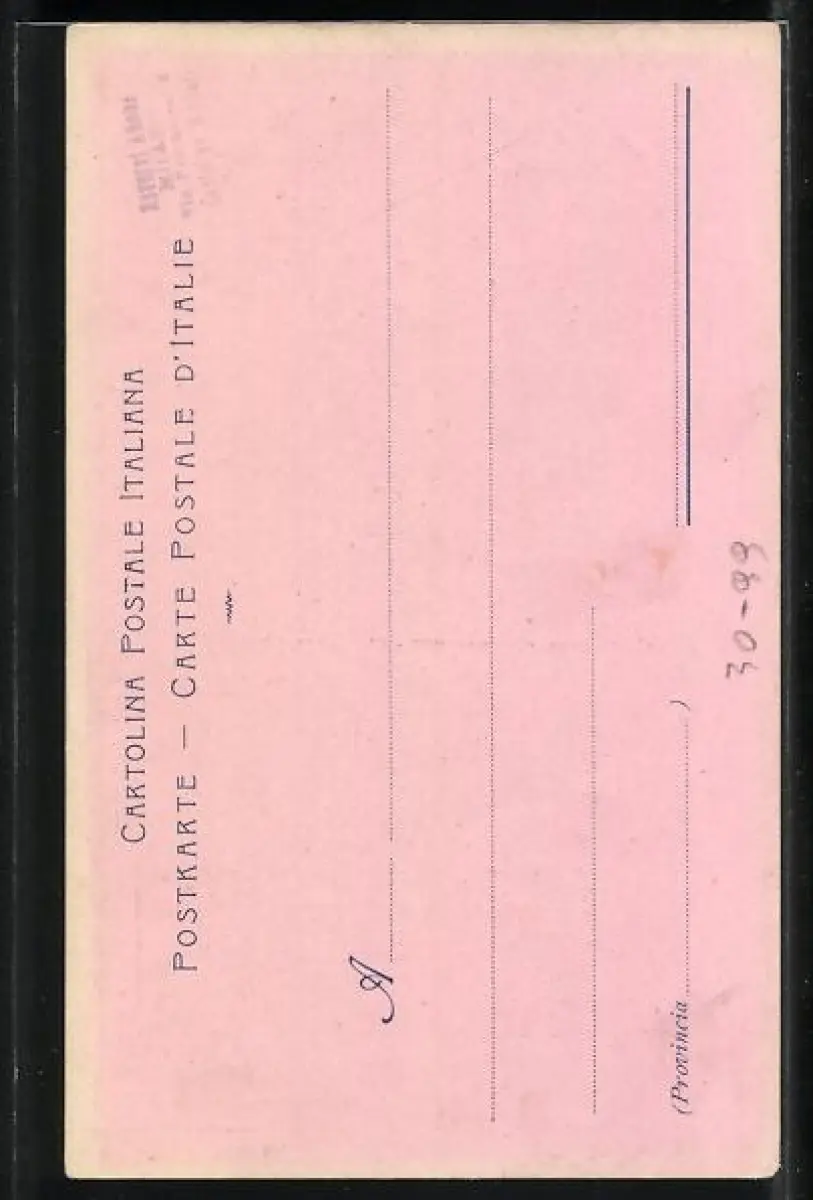 CARTOLINA POSTALE ITALIANA
POSTKARTE — CARTE POSTALE D'ITALIE
A
(Provincia )
30-99